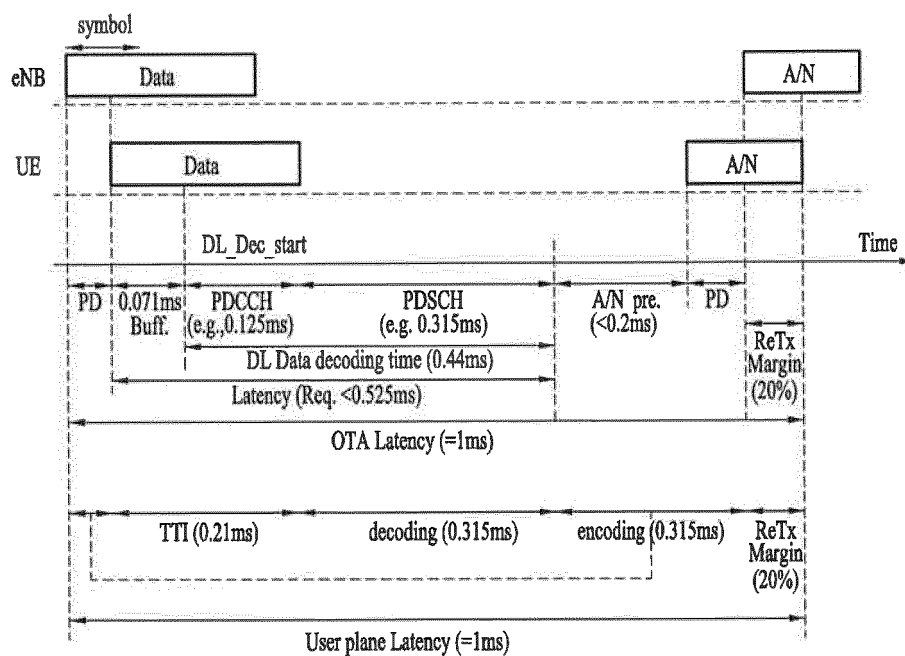 symbol
eNB
Data
A/N
UE
Data
A/N
DL_Dec_start
Time
PD
0.071ms
Buff.
PDCCH
(e.g.,0.125ms)
PDSCH
(e.g. 0.315ms)
A/N pre.
(<0.2ms)
PD
ReTx
Margin
(20%)
DL Data decoding time (0.44ms)
Latency (Req. <0.525ms)
OTA Latency (=1ms)
TTI (0.21ms)
decoding (0.315ms)
encoding (0.315ms)
ReTx
Margin
(20%)
User plane Latency (=1ms)